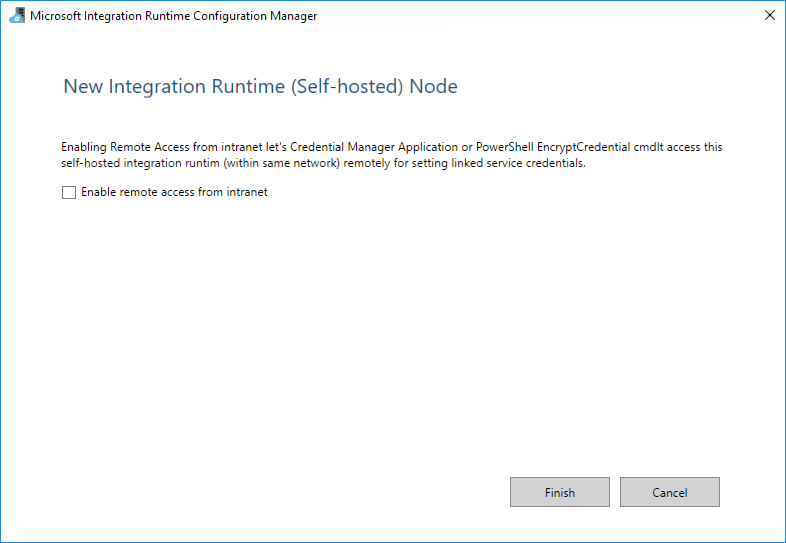 Microsoft Integration Runtime Configuration Manager
New Integration Runtime (Self-hosted) Node
Enabling Remote Access from intranet let's Credential Manager Application or PowerShell EncryptCredential cmdlt access this
self-hosted integration runtim (within same network) remotely for setting linked service credentials.
Enable remote access from intranet
Finish Cancel